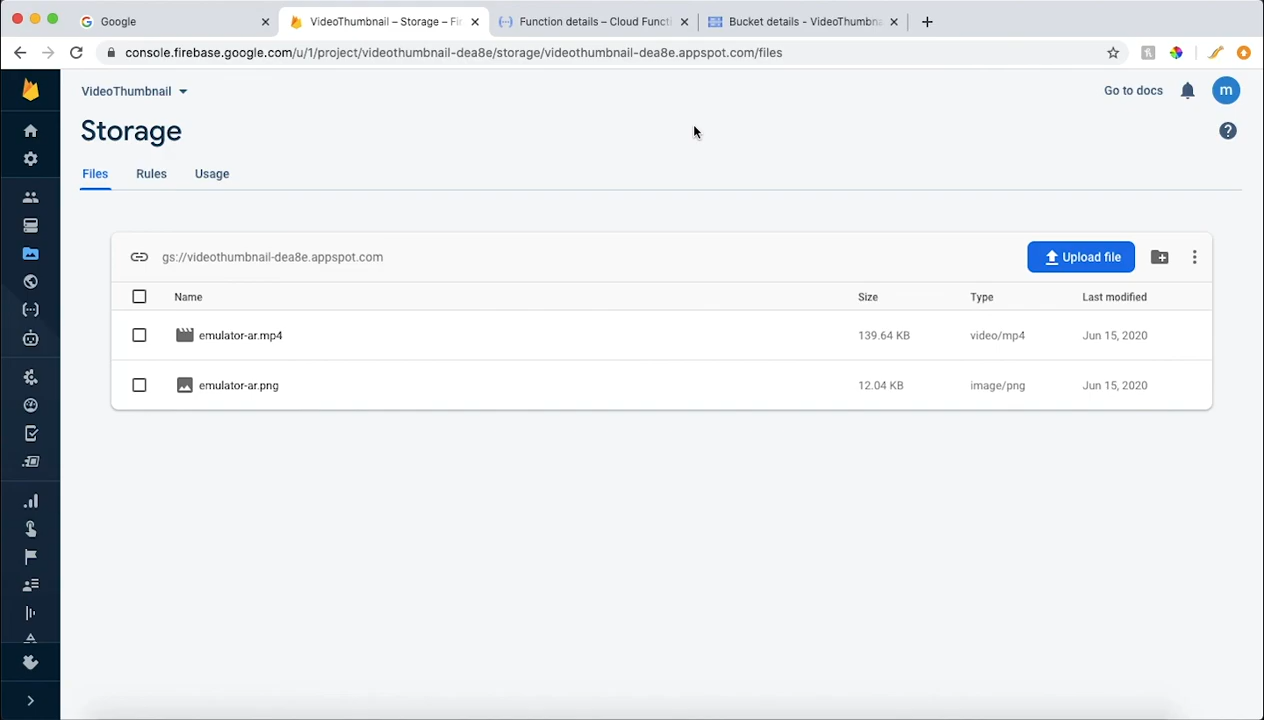 Google
VideoThumbnail – Storage – Fi
Function details – Cloud Functi
Bucket details - VideoThumbna
console.firebase.google.com/u/1/project/videothumbnail-dea8e/storage/videothumbnail-dea8e.appspot.com/files
VideoThumbnail
Go to docs
m
Storage
?
Files Rules Usage
gs://videothumbnail-dea8e.appspot.com
Upload file
Name Size Type Last modified
emulator-ar.mp4 139.64 KB video/mp4 Jun 15, 2020
emulator-ar.png 12.04 KB image/png Jun 15, 2020